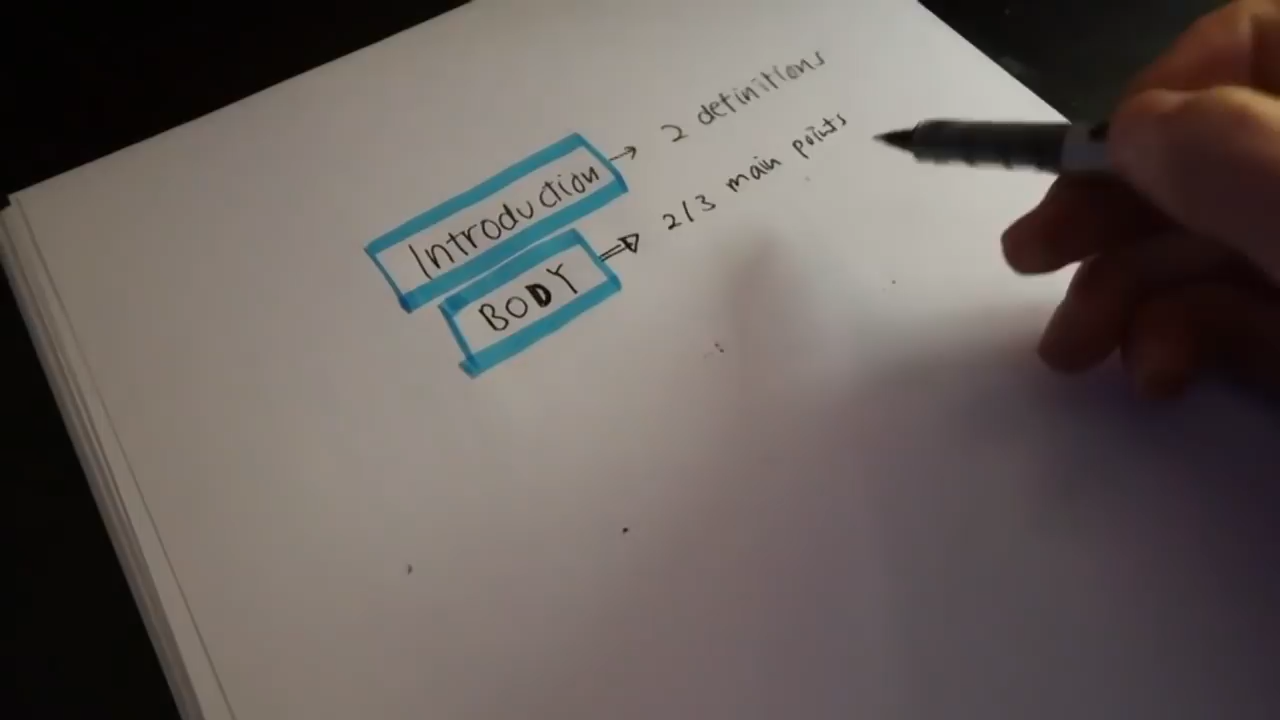 Introduction → 2 definitions
BODY ⇒ 2/3 main points